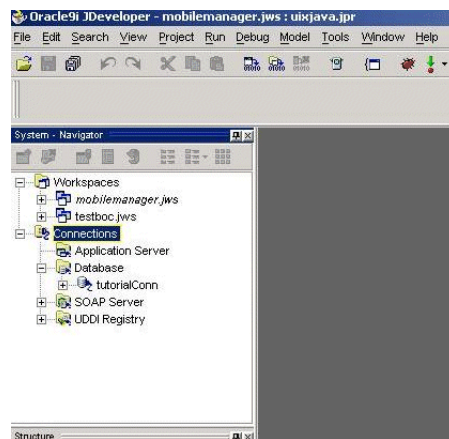 Oracle9i JDeveloper - mobilemanager.jws : uixjava.jpr
File Edit Search View Project Run Debug Model Tools Window Help
System - Navigator
Workspaces
mobilemanager.jws
testboc.jws
Connections
Application Server
Database
tutorialConn
SOAP Server
UDDI Registry
Structure